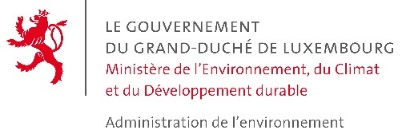 LE GOUVERNEMENT
DU GRAND-DUCHÉ DE LUXEMBOURG
Ministère de l'Environnement, du Climat
et du Développement durable
Administration de l'environnement